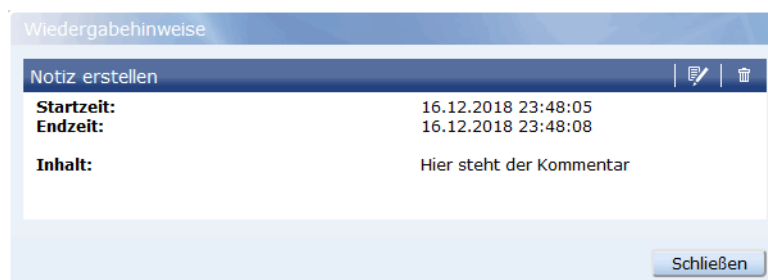 Wiedergabehinweise
Notiz erstellen
Startzeit: 16.12.2018 23:48:05
Endzeit: 16.12.2018 23:48:08
Inhalt: Hier steht der Kommentar
Schließen